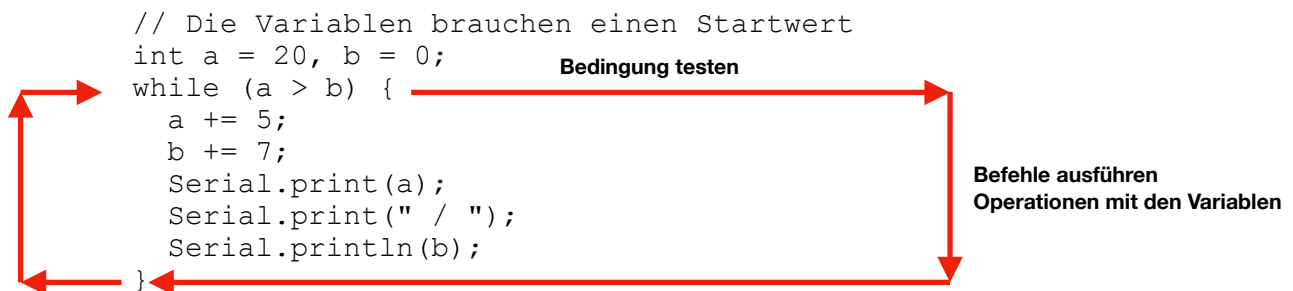 // Die Variablen brauchen einen Startwert
int a = 20, b = 0;
Bedingung testen
while (a > b) {
a += 5;
b += 7;
Serial.print(a);
Serial.print(" / ");
Serial.println(b);
}
Befehle ausführen
Operationen mit den Variablen